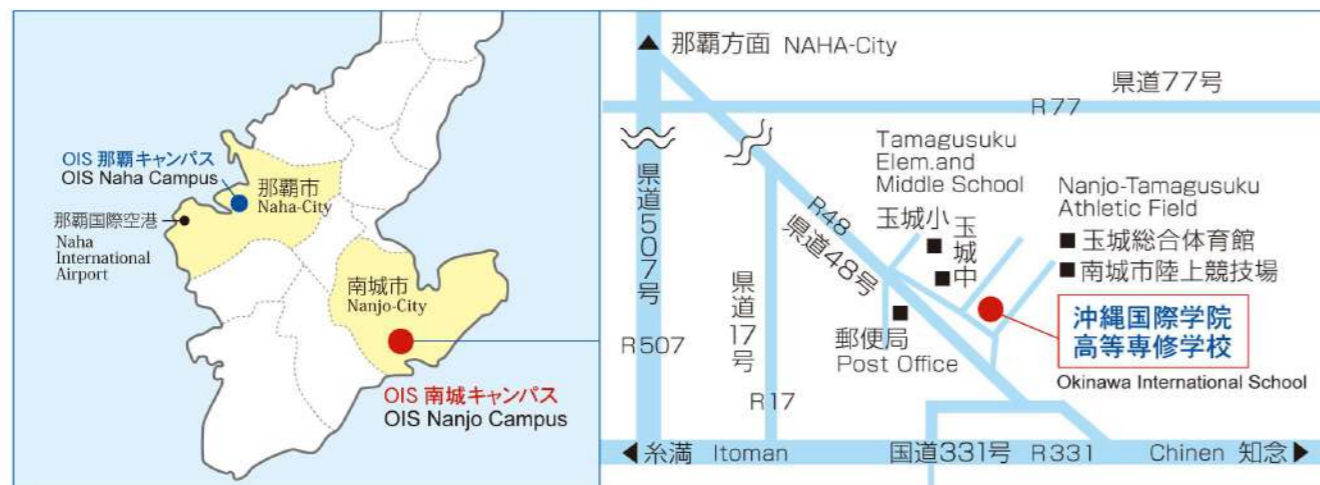 OIS 那覇キャンパス
OIS Naha Campus
那覇市
Naha-City
那覇国際空港
Naha
International
Airport
南城市
Nanjo-City
OIS 南城キャンパス
OIS Nanjo Campus
▲ 那覇方面 NAHA-City
県道77号
R77
県道507号
R507
Tamagusuku
Elem.and
Middle School
玉城小
玉城中
R48
県道48号
Nanjo-Tamagusuku
Athletic Field
■ 玉城総合体育館
■ 南城市陸上競技場
県道17号
R17
郵便局
Post Office
沖縄国際学院
高等専修学校
Okinawa International School
◀糸満 Itoman
国道331号 R331
Chinen 知念▶